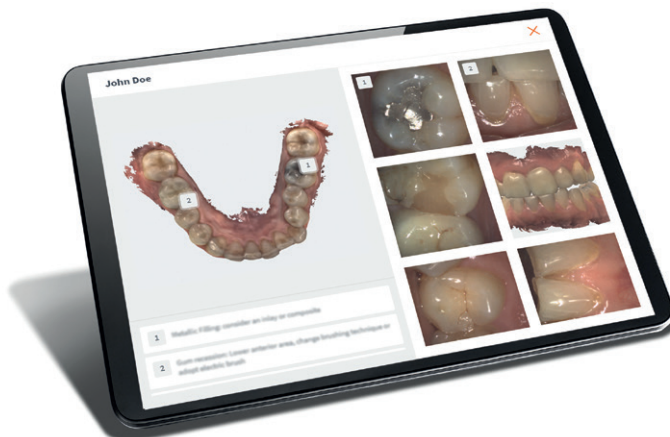 John Doe
1
2
1
2
1 Metallic Filling: consider an inlay or composite
2 Gum recession: Lower anterior area, change brushing technique or
adopt electric brush